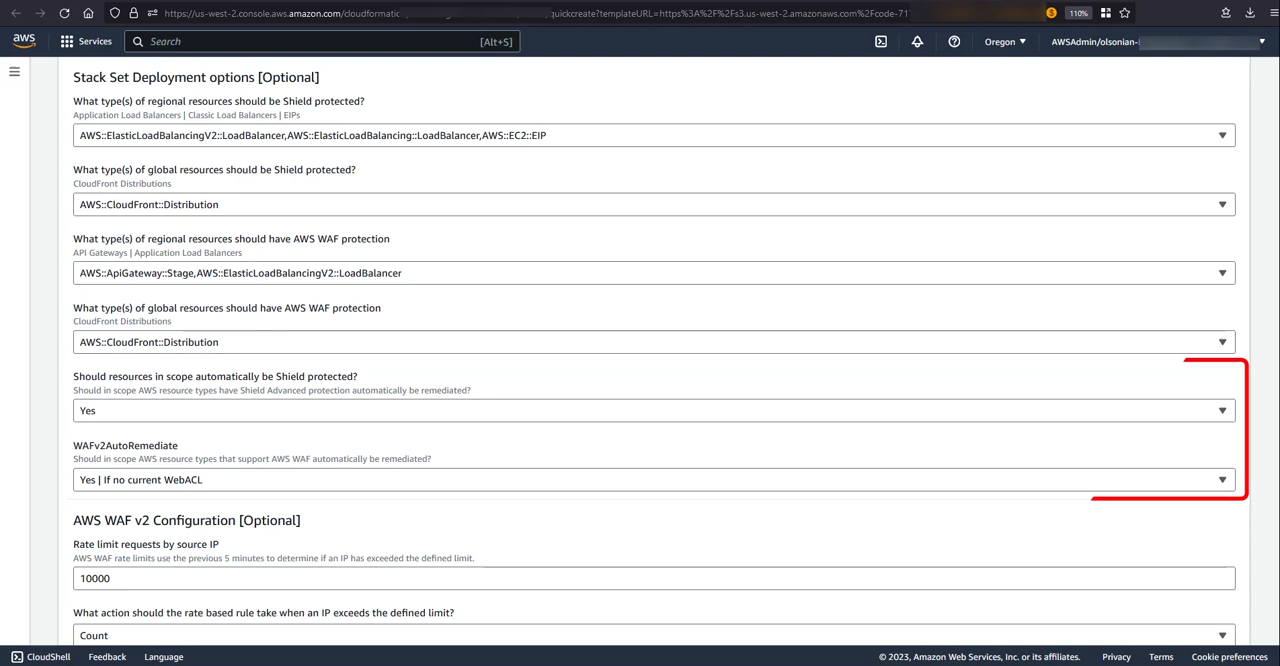 https://us-west-2.console.aws.amazon.com/cloudformatic
quickcreate?templateURL=https%3A%2F%2Fs3.us-west-2.amazonaws.com%2Fcode-71
110%
aws
Services
Search
[Alt+S]
Oregon
AWSAdmin/olsonian-
Stack Set Deployment options [Optional]
What type(s) of regional resources should be Shield protected?
Application Load Balancers | Classic Load Balancers | EIPs
AWS::ElasticLoadBalancingV2::LoadBalancer,AWS::ElasticLoadBalancing::LoadBalancer,AWS::EC2::EIP
What type(s) of global resources should be Shield protected?
CloudFront Distributions
AWS::CloudFront::Distribution
What type(s) of regional resources should have AWS WAF protection
API Gateways | Application Load Balancers
AWS::ApiGateway::Stage,AWS::ElasticLoadBalancingV2::LoadBalancer
What type(s) of global resources should have AWS WAF protection
CloudFront Distributions
AWS::CloudFront::Distribution
Should resources in scope automatically be Shield protected?
Should in scope AWS resource types have Shield Advanced protection automatically be remediated?
Yes
WAFv2AutoRemediate
Should in scope AWS resource types that support AWS WAF automatically be remediated?
Yes | If no current WebACL
AWS WAF v2 Configuration [Optional]
Rate limit requests by source IP
AWS WAF rate limits use the previous 5 minutes to determine if an IP has exceeded the defined limit.
10000
What action should the rate based rule take when an IP exceeds the defined limit?
Count
CloudShell
Feedback
Language
© 2023, Amazon Web Services, Inc. or its affiliates.
Privacy
Terms
Cookie preferences